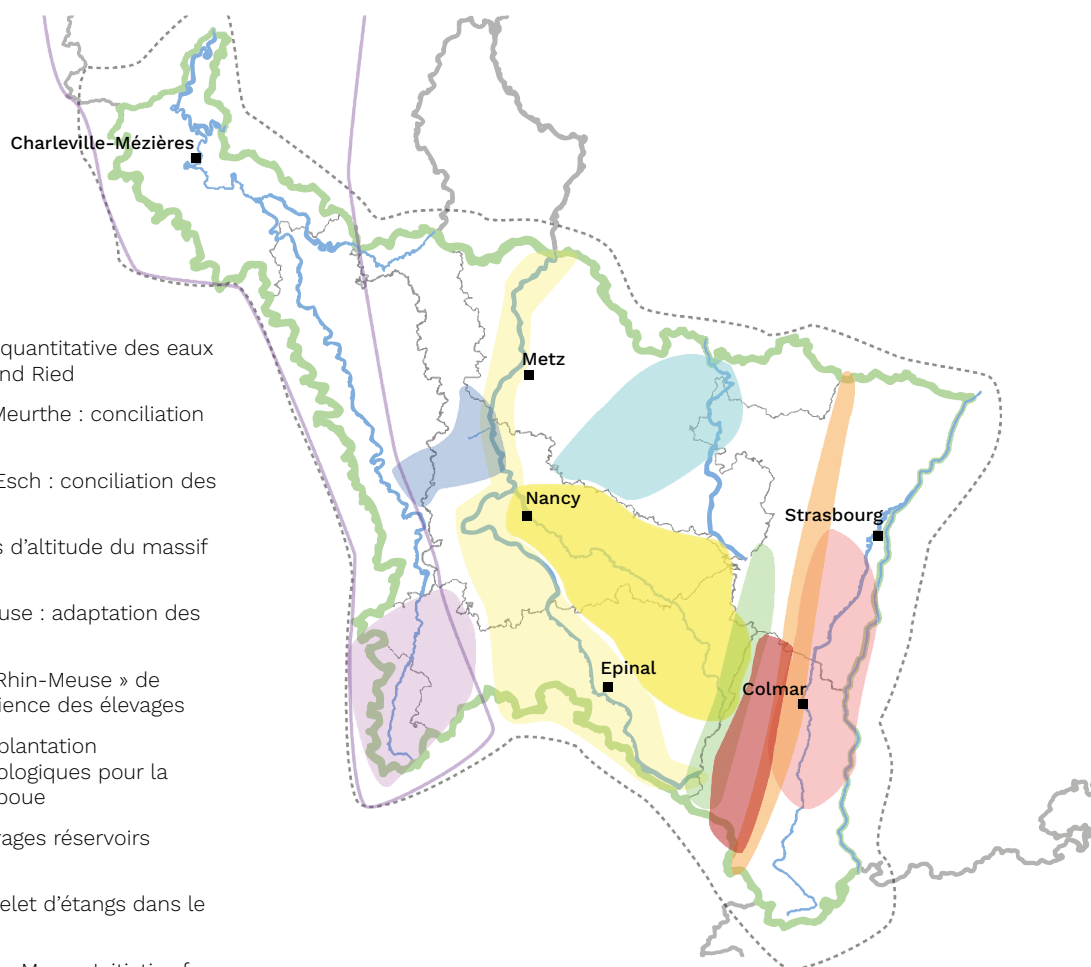 Charleville-Mézières
quantitative des eaux
nd Ried
Metz
Meurthe : conciliation
Esch : conciliation des
Nancy
Strasbourg
s d'altitude du massif
use : adaptation des
Rhin-Meuse » de
ience des élevages
Epinal
Colmar
plantation
ologiques pour la
boue
rages réservoirs
elet d'étangs dans le